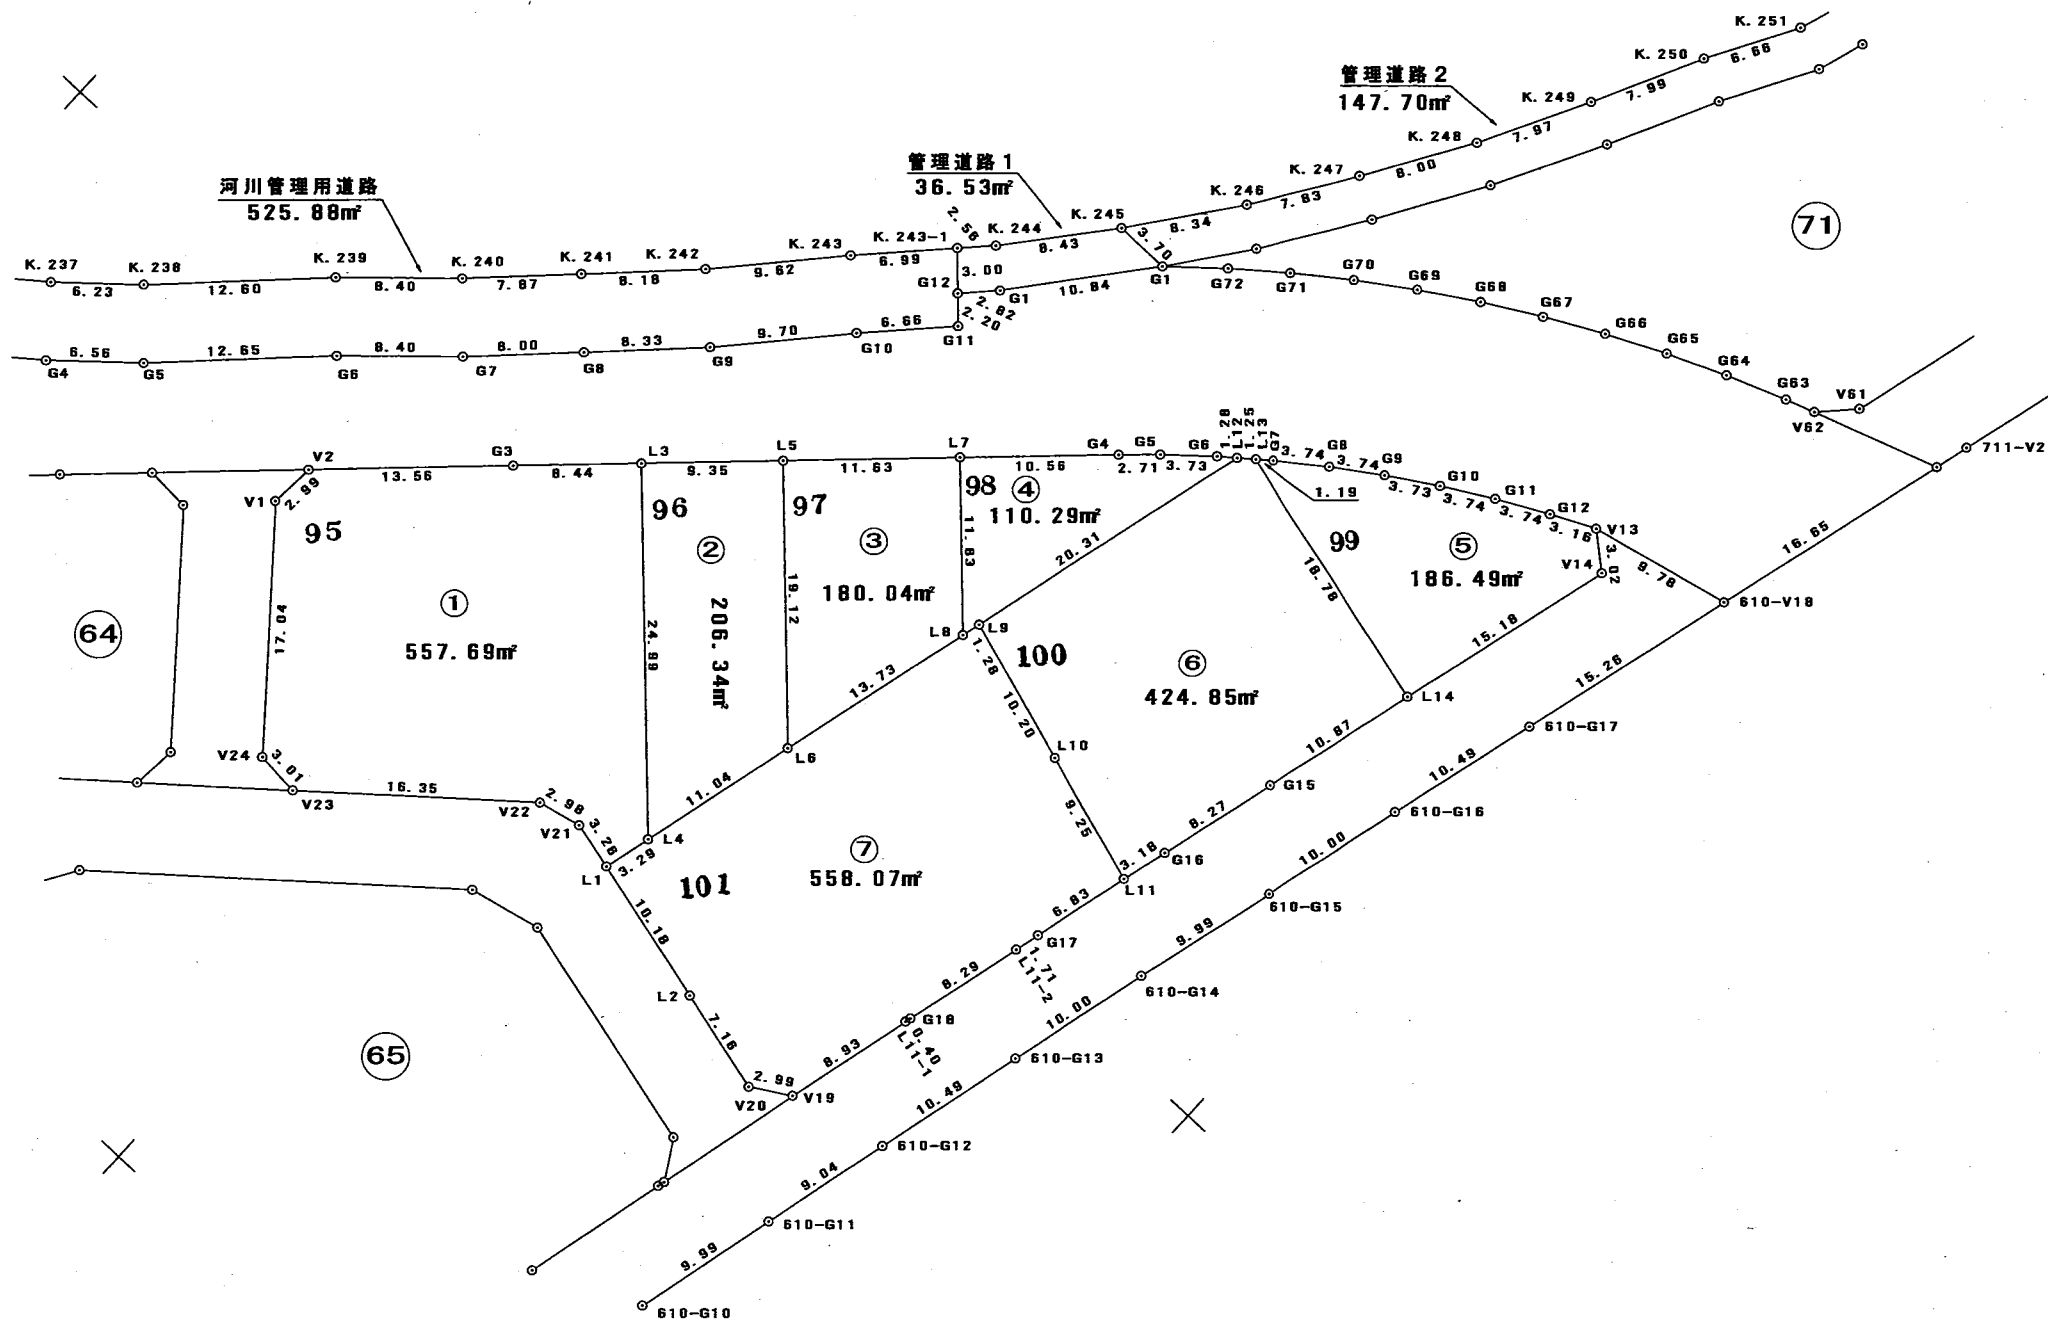 K. 251
K. 250
6.66
管理道路2
147. 70㎡
K. 249
7.99
K. 248
7.97
K. 247
8.00
K. 246
7.83
管理道路1
36. 53㎡
K. 245
8.34
河川管理用道路
525. 88㎡
2.56
K. 244
8.43
3.70
71
K. 243-1
6.99
K. 243
9.62
K. 242
8.18
K. 241
7.87
K. 240
8.40
K. 239
12.60
K. 238
6.23
K. 237
3.00
G12
2.82
G1
10.84
G1
G72
G71
G70
G69
G68
G67
G66
G65
G64
G63
V62
V61
711-V2
2.20
G11
6.66
G10
9.70
G9
8.33
G8
8.00
G7
8.40
G6
12.65
G5
6.56
G4
V2
13.56
G3
8.44
L3
9.35
L5
11.63
L7
10.56
G4
2.71
G5
3.73
G6
1.28
L12
1.25
L13
G7
3.74
G8
3.74
G9
3.73
G10
3.74
G11
3.74
G12
3.16
V13
1.19
V1
2.99
95
96
97
98
④
110. 29㎡
11.83
20.31
99
18.78
⑤
186. 49㎡
V14
3.02
9.78
16.65
610-V18
64
17.04
①
557. 69㎡
24.99
②
206. 34㎡
19.12
③
180. 04㎡
L8
L9
1.28
100
⑥
424. 85㎡
15.18
15.26
L14
610-G17
V24
3.01
V23
16.35
V22
2.98
V21
3.28
L4
11.04
L6
13.73
10.20
L10
9.25
10.87
G15
10.49
610-G16
L1
3.29
101
⑦
558. 07㎡
8.27
G16
3.18
L11
10.00
610-G15
10.18
6.83
G17
1.71
L11-2
9.99
610-G14
L2
7.16
8.29
G18
0.40
L11-1
10.00
610-G13
65
2.99
V20
V19
8.93
10.49
610-G12
9.04
610-G11
9.99
610-G10